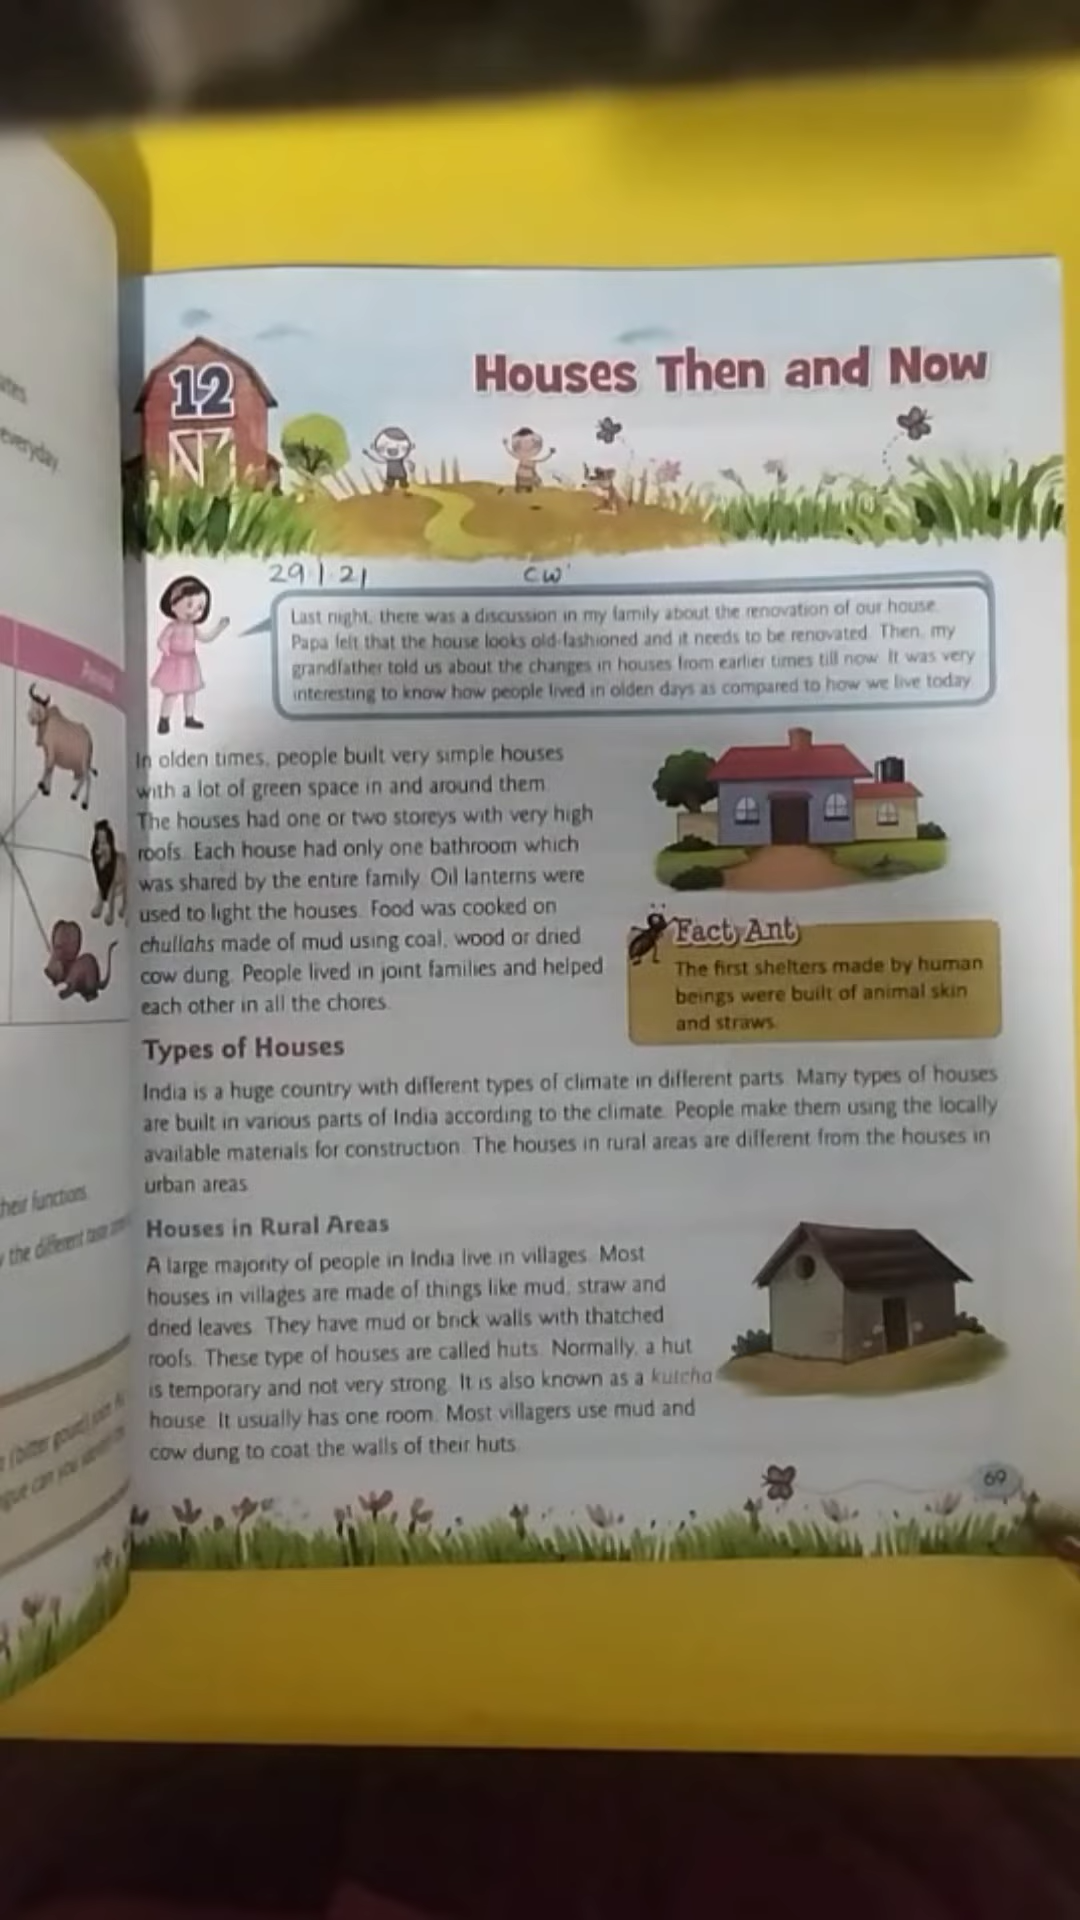 ates
everyday
Animal
their functions.
the different taste
(bitter gourd)
can you
12
Houses Then and Now
29.1.21 CW
Last night, there was a discussion in my family about the renovation of our house.
Papa felt that the house looks old-fashioned and it needs to be renovated. Then, my
grandfather told us about the changes in houses from earlier times till now. It was very
interesting to know how people lived in olden days as compared to how we live today.
In olden times, people built very simple houses
with a lot of green space in and around them.
The houses had one or two storeys with very high
roofs. Each house had only one bathroom which
was shared by the entire family. Oil lanterns were
used to light the houses. Food was cooked on
chullahs made of mud using coal, wood or dried
cow dung. People lived in joint families and helped
each other in all the chores.
Fact Ant
The first shelters made by human
beings were built of animal skin
and straws.
Types of Houses
India is a huge country with different types of climate in different parts. Many types of houses
are built in various parts of India according to the climate. People make them using the locally
available materials for construction. The houses in rural areas are different from the houses in
urban areas.
Houses in Rural Areas
A large majority of people in India live in villages. Most
houses in villages are made of things like mud, straw and
dried leaves. They have mud or brick walls with thatched
roofs. These type of houses are called huts. Normally, a hut
is temporary and not very strong. It is also known as a kutcha
house. It usually has one room. Most villagers use mud and
cow dung to coat the walls of their huts.
69